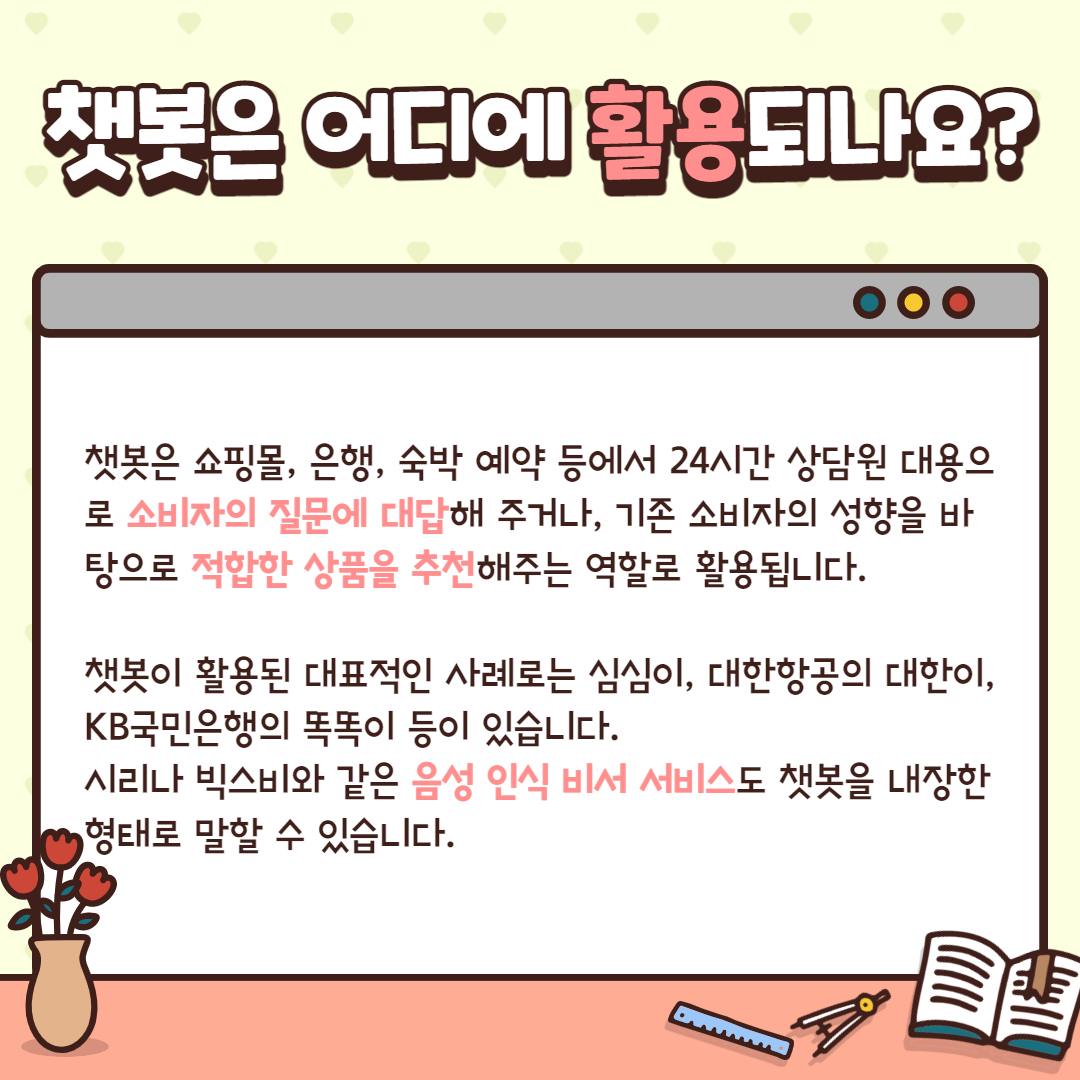 챗봇은 어디에 활용되나요?
챗봇은 쇼핑몰, 은행, 숙박 예약 등에서 24시간 상담원 대용으
로 소비자의 질문에 대답해 주거나, 기존 소비자의 성향을 바
탕으로 적합한 상품을 추천해주는 역할로 활용됩니다.
챗봇이 활용된 대표적인 사례로는 심심이, 대한항공의 대한이,
KB국민은행의 똑똑이 등이 있습니다.
시리나 빅스비와 같은 음성 인식 비서 서비스도 챗봇을 내장한
형태로 말할 수 있습니다.